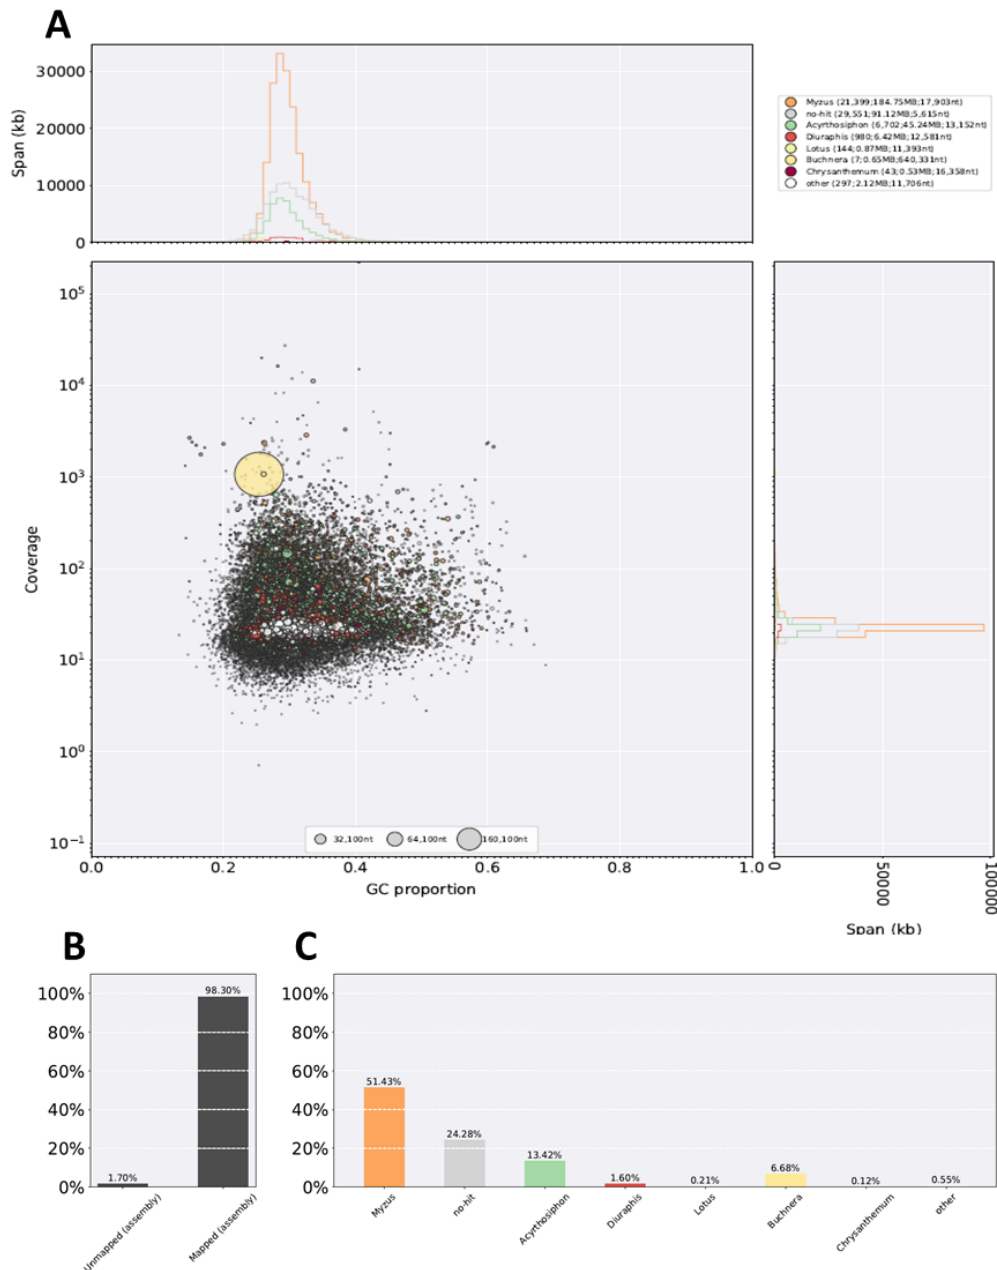 A
Span (kb)
30000
20000
10000
0
Myzus (21,399;184.75MB;17,903nt)
no-hit (29,551;91.12MB;5,615nt)
Acyrthosiphon (6,702;45.24MB;13,152nt)
Diuraphis (980;6.42MB;12,581nt)
Lotus (144;0.87MB;11,393nt)
Buchnera (7;0.65MB;640,331nt)
Chrysanthemum (43;0.53MB;16,358nt)
other (297;2.12MB;11,706nt)
Coverage
10⁵
10⁴
10³
10²
10¹
10⁰
10⁻¹
32,100nt 64,100nt 160,100nt
0.0 0.2 0.4 0.6 0.8 1.0
GC proportion
0 50000 100000
Span (kb)
B
100%
80%
60%
40%
20%
0%
1.70% 98.30%
Unmapped (assembly) Mapped (assembly)
C
100%
80%
60%
40%
20%
0%
51.43% 24.28% 13.42% 1.60% 0.21% 6.68% 0.12% 0.55%
Myzus no-hit Acyrthosiphon Diuraphis Lotus Buchnera Chrysanthemum other